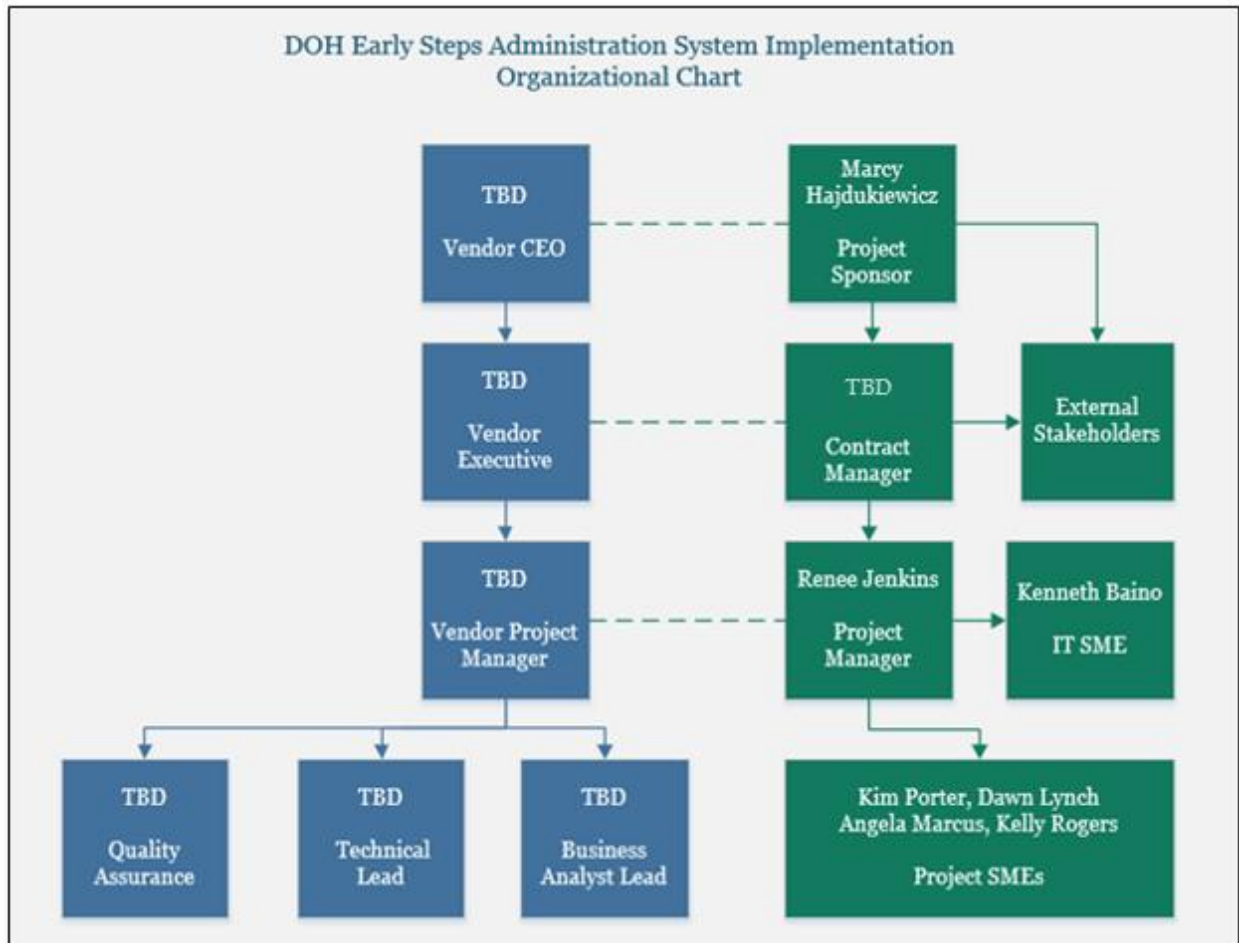 DOH Early Steps Administration System Implementation
Organizational Chart
TBD
Vendor CEO
Marcy
Hajdukiewicz
Project
Sponsor
TBD
Vendor
Executive
TBD
Contract
Manager
External
Stakeholders
TBD
Vendor Project
Manager
Renee Jenkins
Project
Manager
Kenneth Baino
IT SME
TBD
Quality
Assurance
TBD
Technical
Lead
TBD
Business
Analyst Lead
Kim Porter, Dawn Lynch
Angela Marcus, Kelly Rogers
Project SMEs